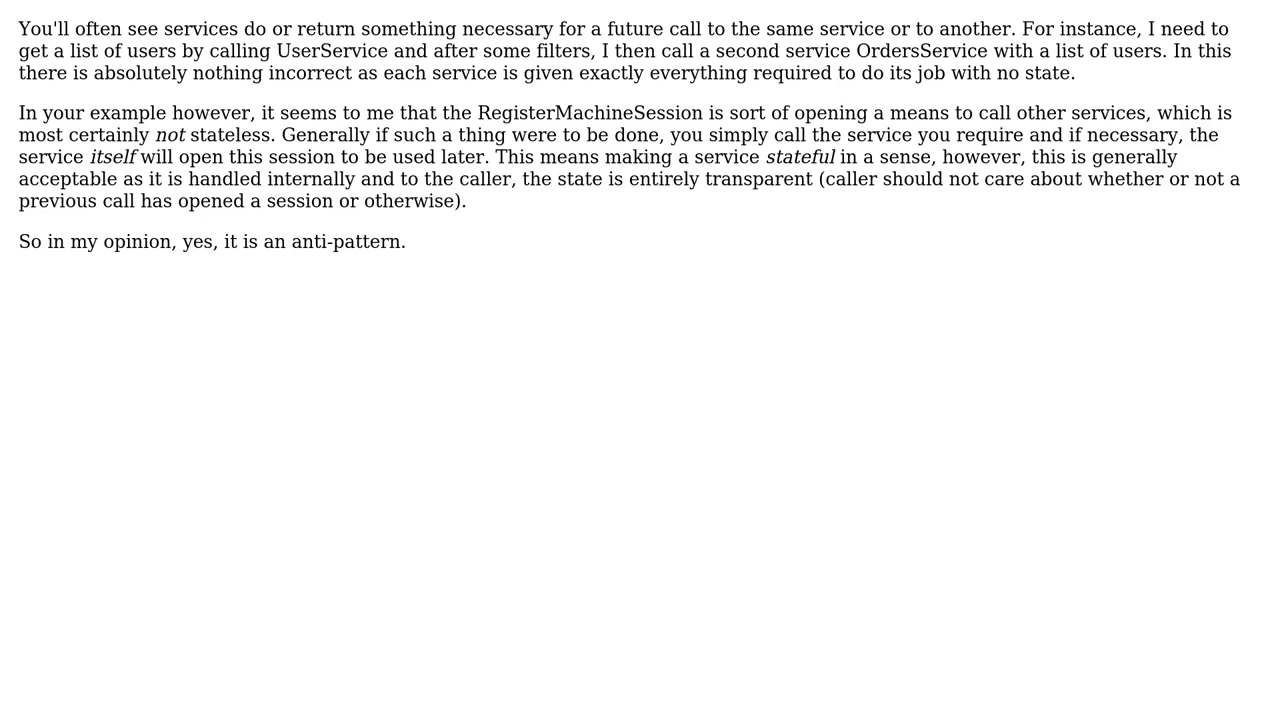 You'll often see services do or return something necessary for a future call to the same service or to another. For instance, I need to
get a list of users by calling UserService and after some filters, I then call a second service OrdersService with a list of users. In this
there is absolutely nothing incorrect as each service is given exactly everything required to do its job with no state.
In your example however, it seems to me that the RegisterMachineSession is sort of opening a means to call other services, which is
most certainly not stateless. Generally if such a thing were to be done, you simply call the service you require and if necessary, the
service itself will open this session to be used later. This means making a service stateful in a sense, however, this is generally
acceptable as it is handled internally and to the caller, the state is entirely transparent (caller should not care about whether or not a
previous call has opened a session or otherwise).
So in my opinion, yes, it is an anti-pattern.